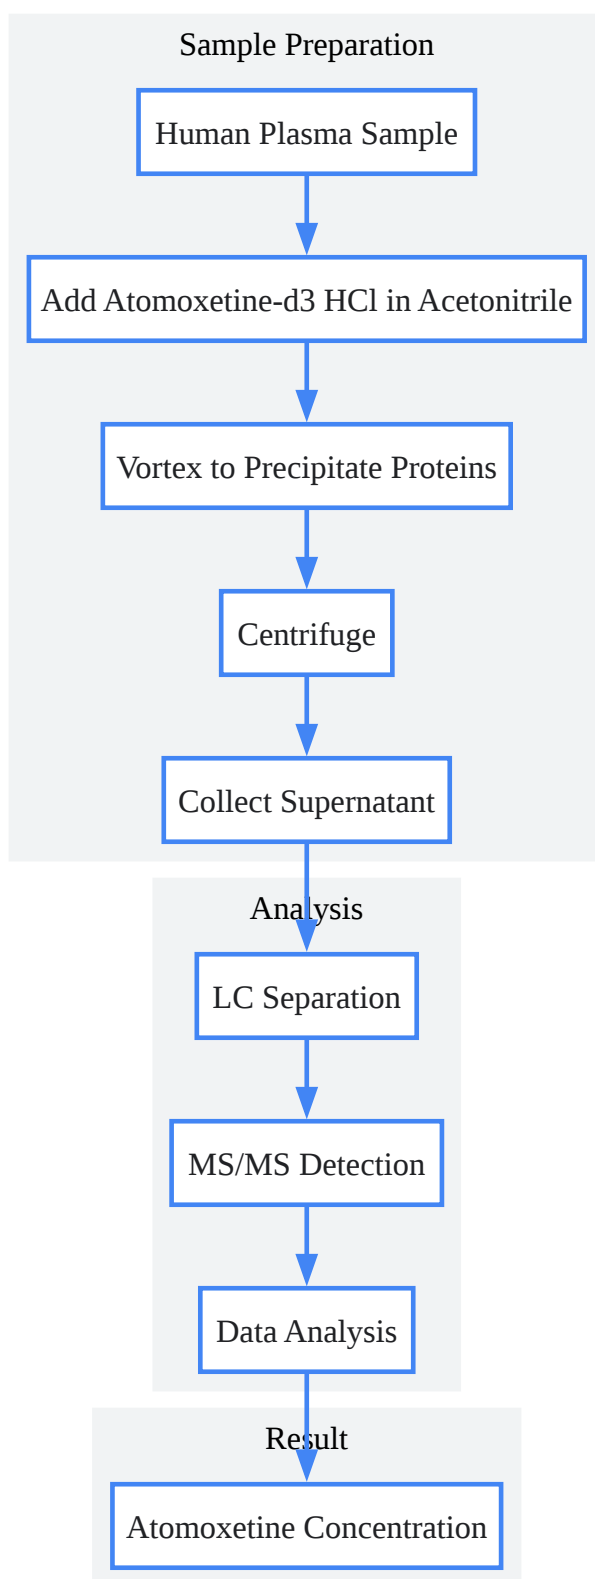 Sample Preparation
Human Plasma Sample
Add Atomoxetine-d3 HCl in Acetonitrile
Vortex to Precipitate Proteins
Centrifuge
Collect Supernatant
Analysis
LC Separation
MS/MS Detection
Data Analysis
Result
Atomoxetine Concentration